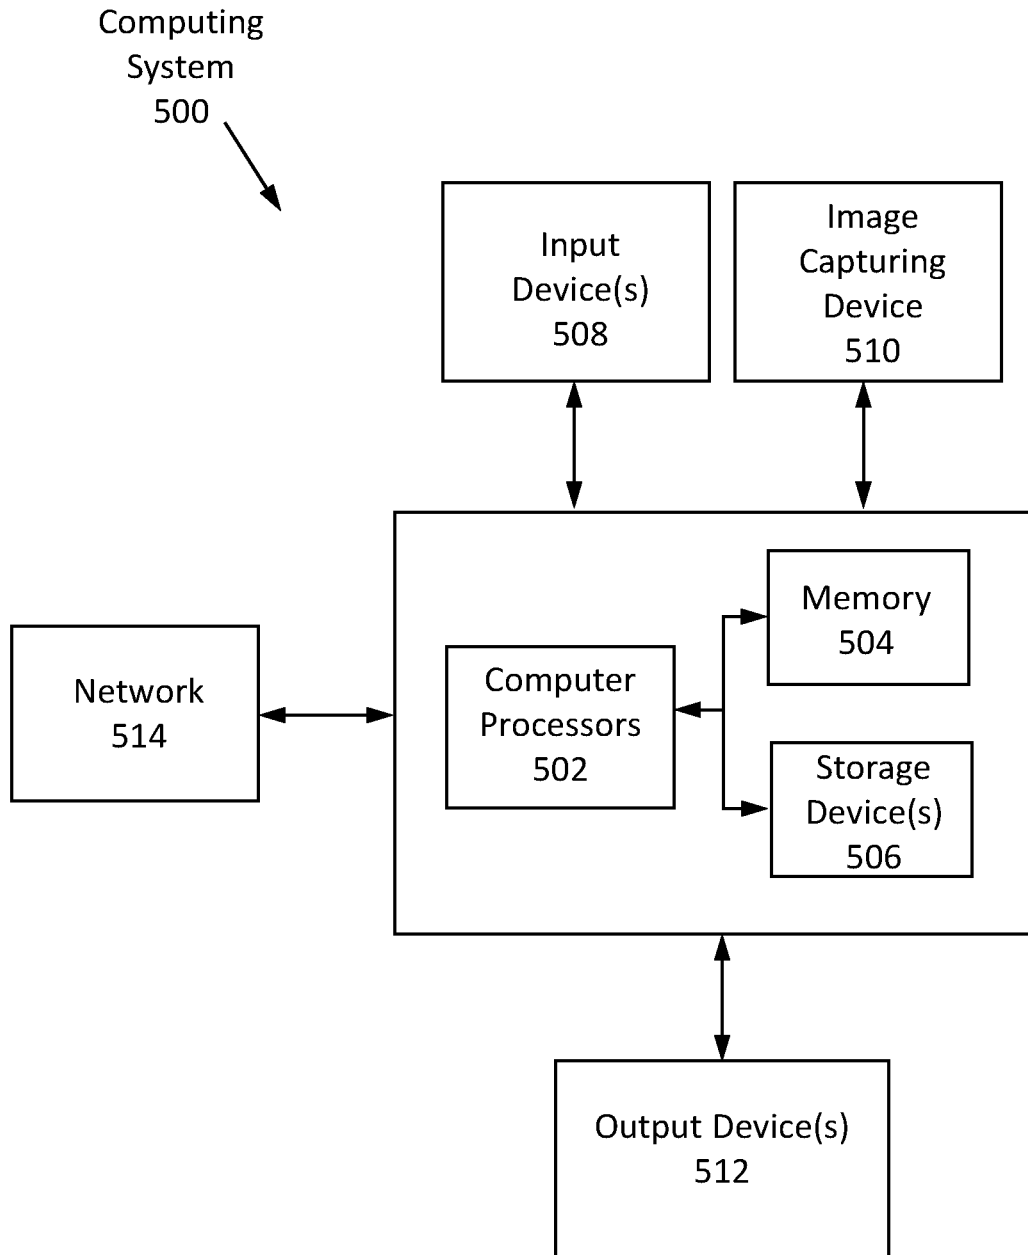 Computing
System
500
Input
Device(s)
508
Image
Capturing
Device
510
Memory
504
Computer
Processors
502
Network
514
Storage
Device(s)
506
Output Device(s)
512